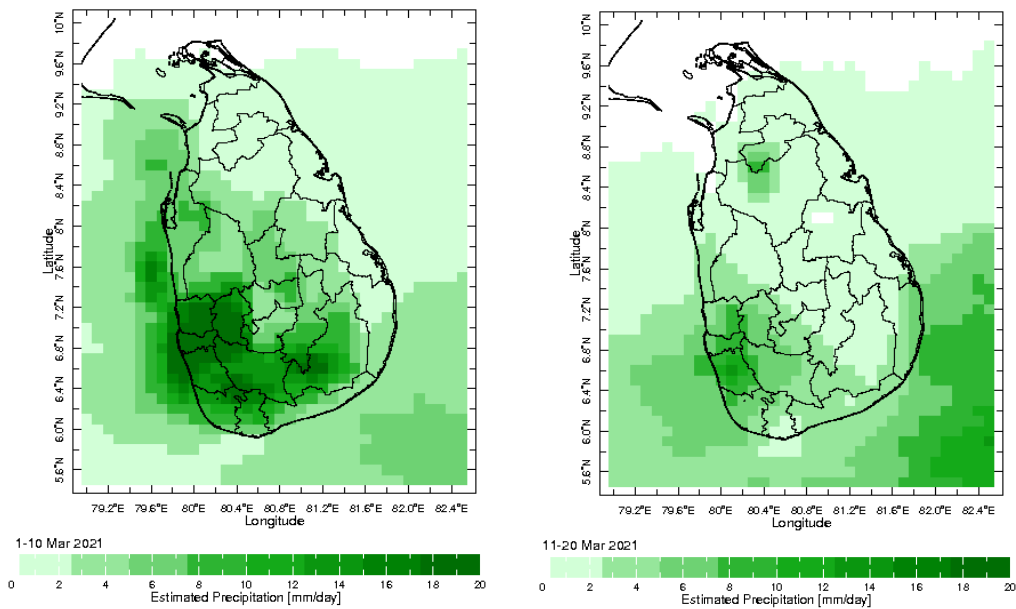 10°N
9.6°N
9.2°N
8.8°N
8.4°N
8°N
7.6°N
7.2°N
6.8°N
6.4°N
6.0°N
5.6°N
Latitude
79.2°E 79.6°E 80°E 80.4°E 80.8°E 81.2°E 81.6°E 82.0°E
Longitude
1-10 Mar 2021
0 2 4 6 8 10 12 14 16 18 20
Estimated Precipitation [mm/day]
10°N
9.6°N
9.2°N
8.8°N
8.4°N
8°N
7.6°N
7.2°N
6.8°N
6.4°N
6.0°N
5.6°N
Latitude
79.2°E 79.6°E 80°E 80.4°E 80.8°E 81.2°E 81.6°E 82.0°E
Longitude
11-20 Mar 2021
0 2 4 6 8 10 12 14 16 18 20
Estimated Precipitation [mm/day]